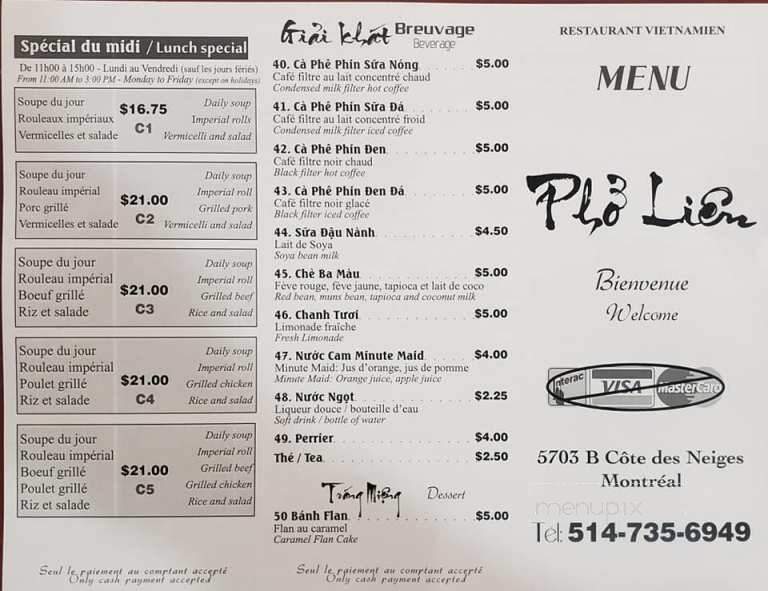 Spécial du midi / Lunch special
De 11h00 à 15h00 - Lundi au Vendredi (sauf les jours fériés)
From 11:00 AM to 3:00 PM - Monday to Friday (except on holidays)
Soupe du jour Daily soup
Rouleaux impériaux $16.75 Imperial rolls
Vermicelles et salade C1 Vermicelli and salad
Soupe du jour Daily soup
Rouleau impérial Imperial roll
Porc grillé $21.00 Grilled pork
Vermicelles et salade C2 Vermicelli and salad
Soupe du jour Daily soup
Rouleau impérial Imperial roll
Boeuf grillé $21.00 Grilled beef
Riz et salade C3 Rice and salad
Soupe du jour Daily soup
Rouleau impérial Imperial roll
Poulet grillé $21.00 Grilled chicken
Riz et salade C4 Rice and salad
Soupe du jour Daily soup
Rouleau impérial Imperial roll
Boeuf grillé $21.00 Grilled beef
Poulet grillé C5 Grilled chicken
Riz et salade Rice and salad
Seul le paiement au comptant accepté
Only cash payment accepted
Giải khát Breuvage
Beverage
40. Cà Phê Phin Sữa Nóng $5.00
Café filtre au lait concentré chaud
Condensed milk filter hot coffee
41. Cà Phê Phin Sữa Đá $5.00
Café filtre au lait concentré froid
Condensed milk filter iced coffee
42. Cà Phê Phin Đen $5.00
Café filtre noir chaud
Black filter hot coffee
43. Cà Phê Phin Đen Đá $5.00
Café filtre noir glacé
Black filter iced coffee
44. Sữa Đậu Nành $4.50
Lait de Soya
Soya bean milk
45. Chè Ba Màu $5.00
Fève rouge, fève jaune, tapioca et lait de coco
Red bean, muns bean, tapioca and coconut milk
46. Chanh Tươi $5.00
Limonade fraîche
Fresh Limonade
47. Nước Cam Minute Maid $4.00
Minute Maid: Jus d'orange, jus de pomme
Minute Maid: Orange juice, apple juice
48. Nước Ngọt $2.25
Liqueur douce / bouteille d'eau
Soft drink / bottle of water
49. Perrier $4.00
Thé / Tea $2.50
Tráng Miệng Dessert
50 Bánh Flan $5.00
Flan au caramel
Caramel Flan Cake
Seul le paiement au comptant accepté
Only cash payment accepted
RESTAURANT VIETNAMIEN
MENU
Phở Liên
Bienvenue
Welcome
Interac VISA MasterCard
5703 B Côte des Neiges
Montréal
menupix
Tél: 514-735-6949